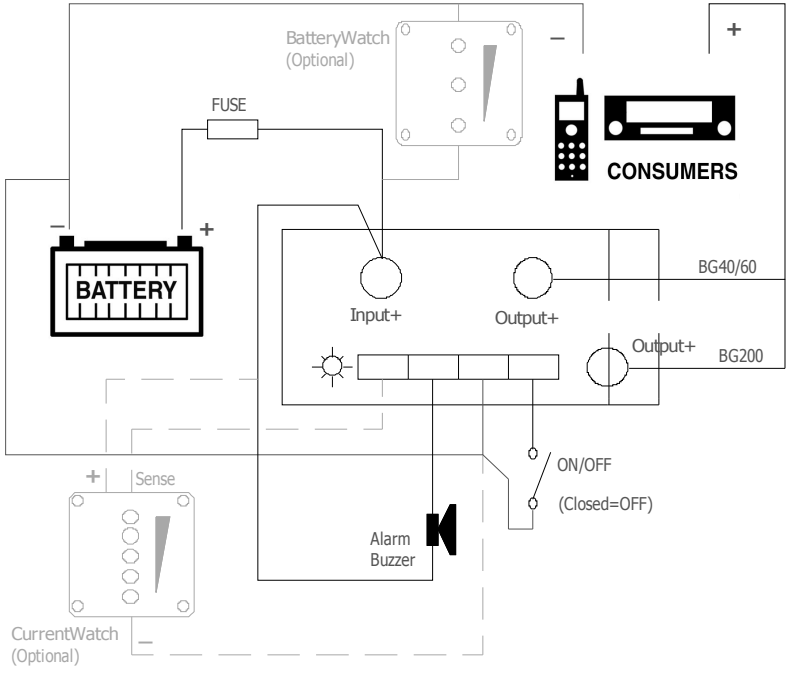 BatteryWatch
(Optional)
–
+
FUSE
CONSUMERS
–
+
BATTERY
BG40/60
Input+
Output+
Output+
BG200
+
Sense
ON/OFF
(Closed=OFF)
Alarm
Buzzer
CurrentWatch
(Optional)
–